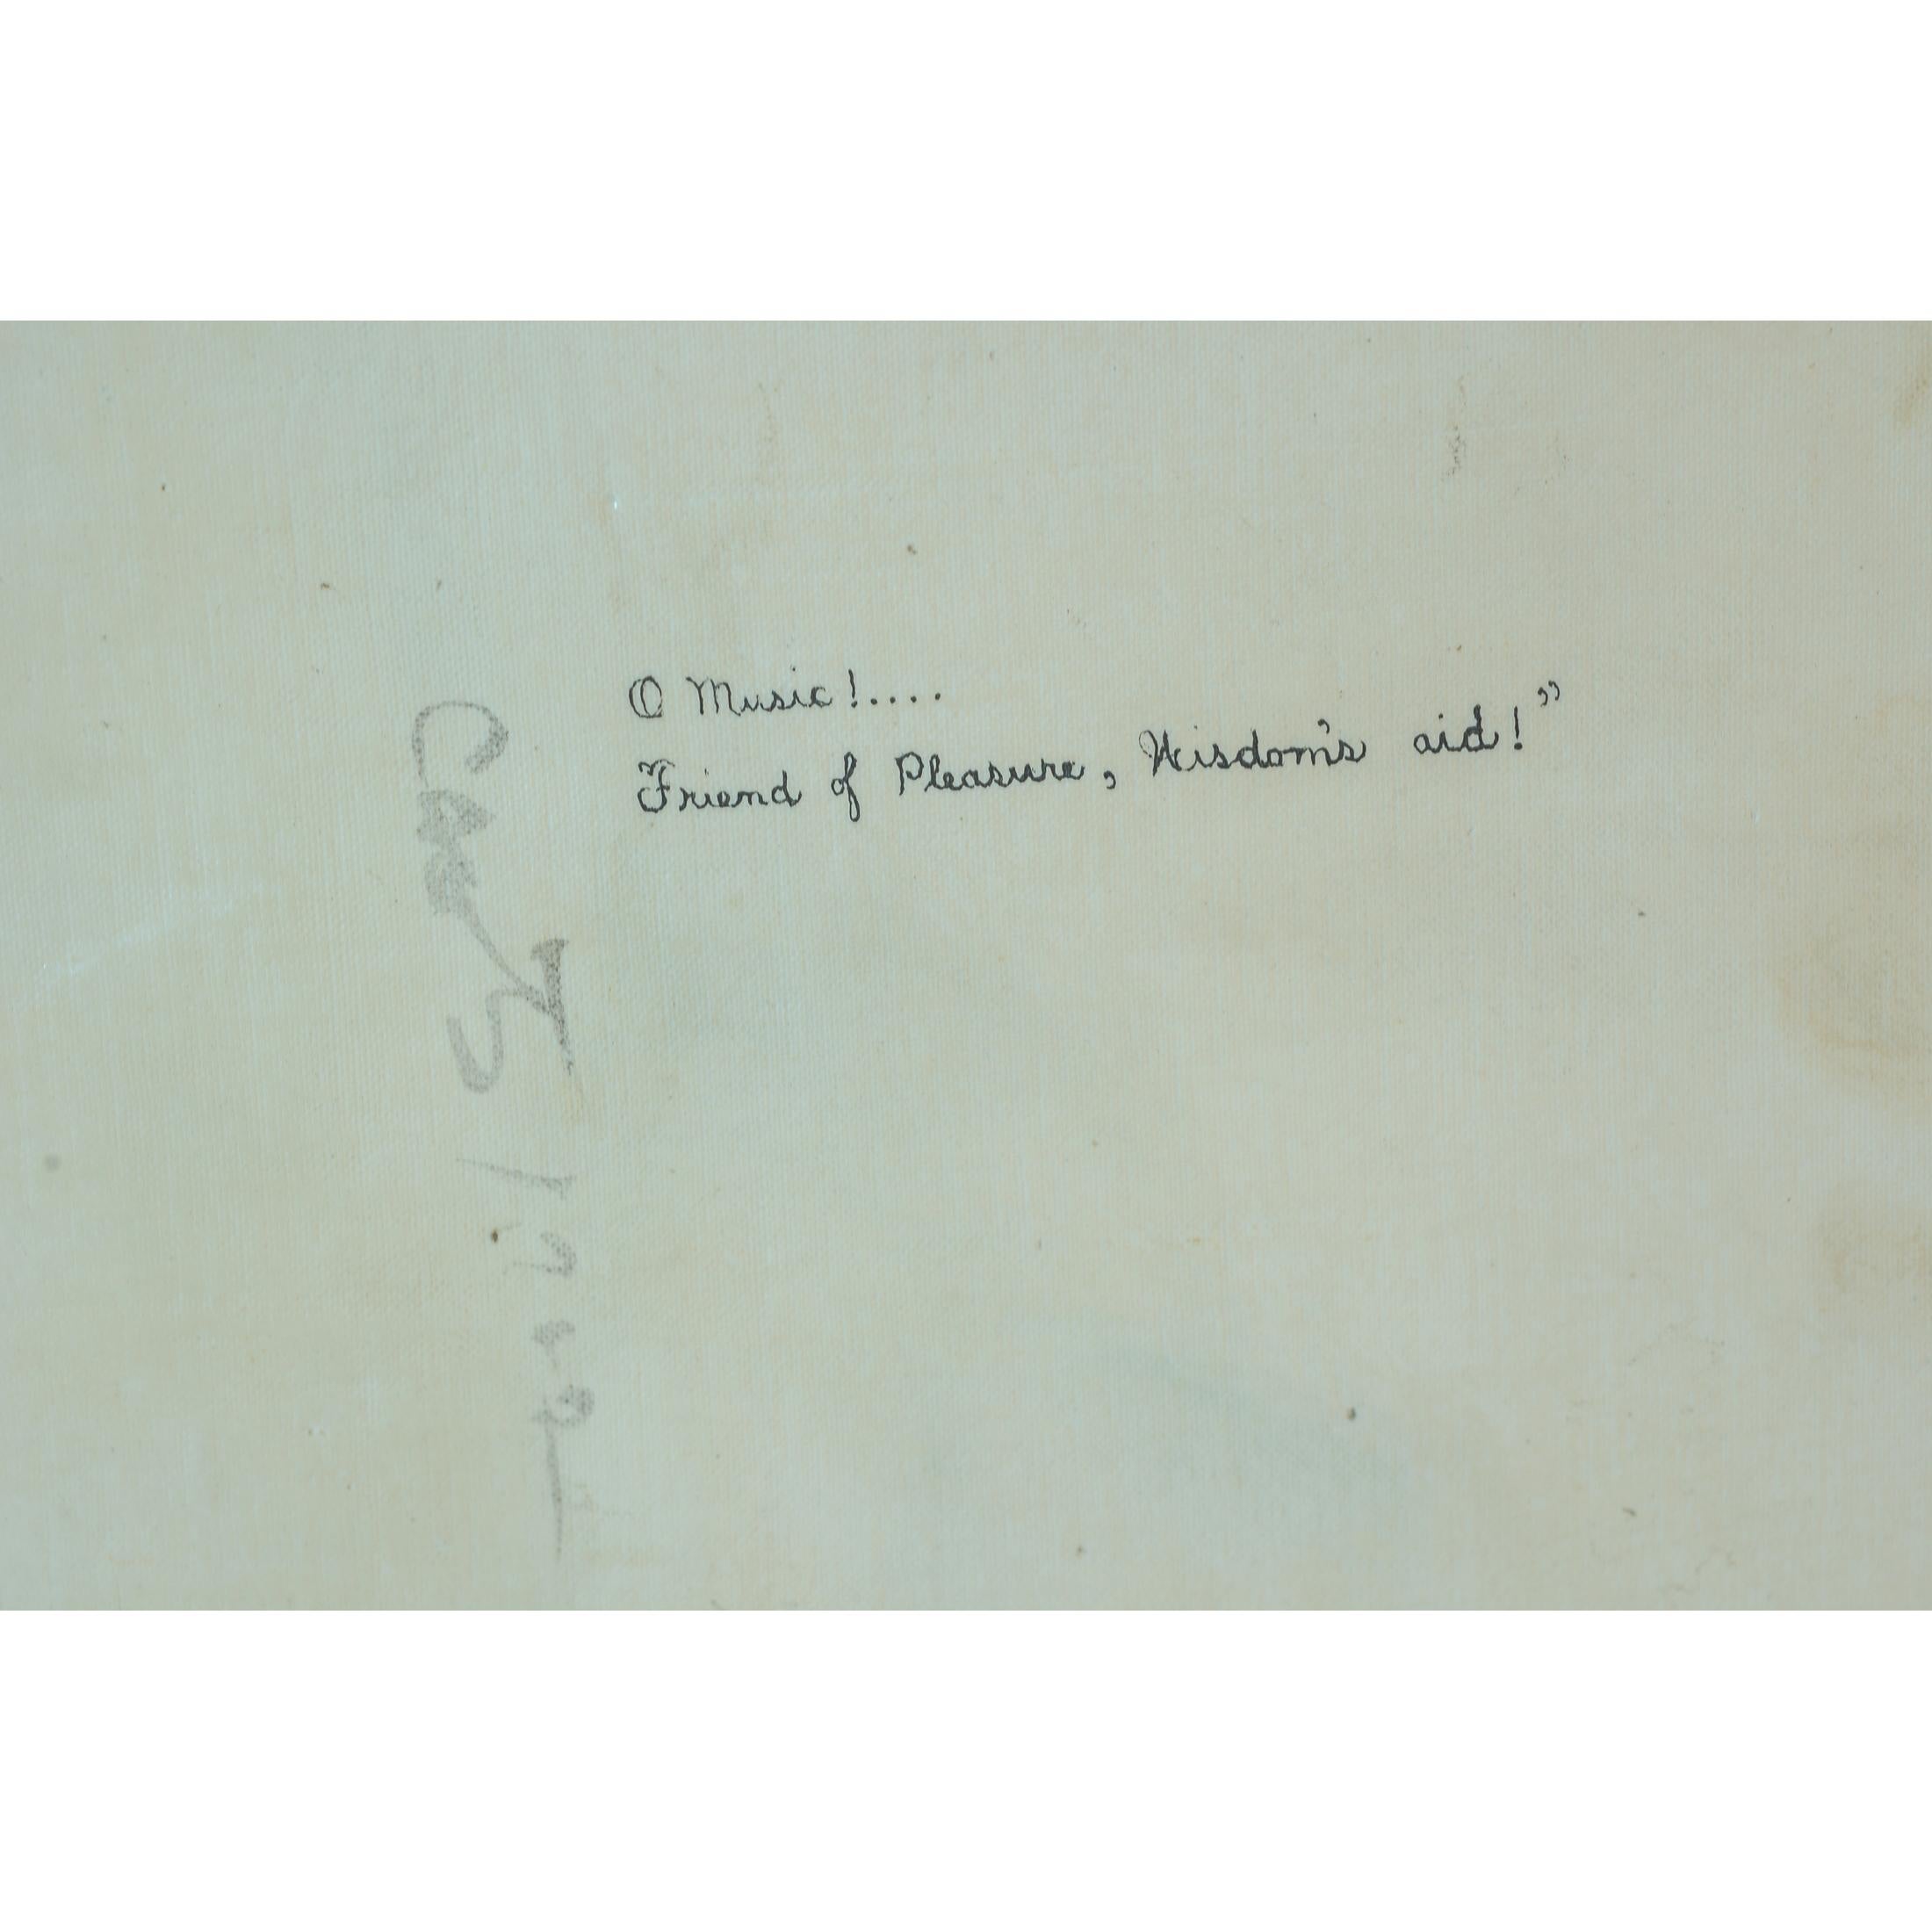 O Music!....
Friend of Pleasure, Wisdom's aid!”